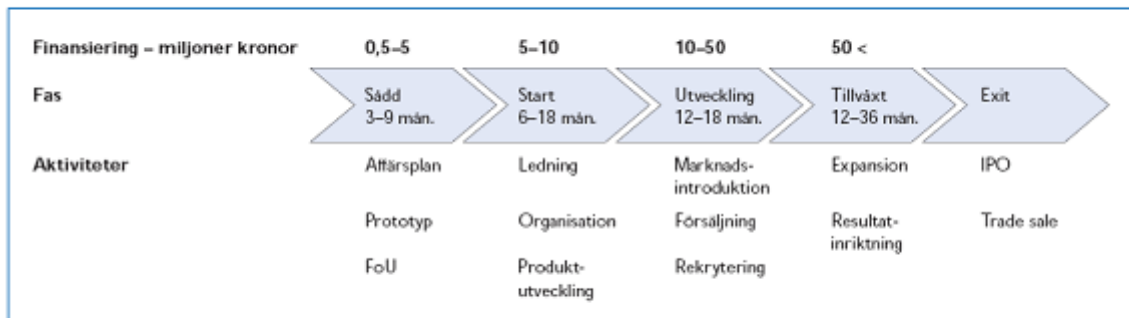 Finansiering – miljoner kronor 0,5–5 5–10 10–50 50 <
Fas Sådd Start Utveckling Tillväxt Exit
3–9 mån. 6–18 mån. 12–18 mån. 12–36 mån.
Aktiviteter Affärsplan Ledning Marknads- Expansion IPO
introduktion
Prototyp Organisation Försäljning Resultat- Trade sale
inriktning
FoU Produkt- Rekrytering
utveckling